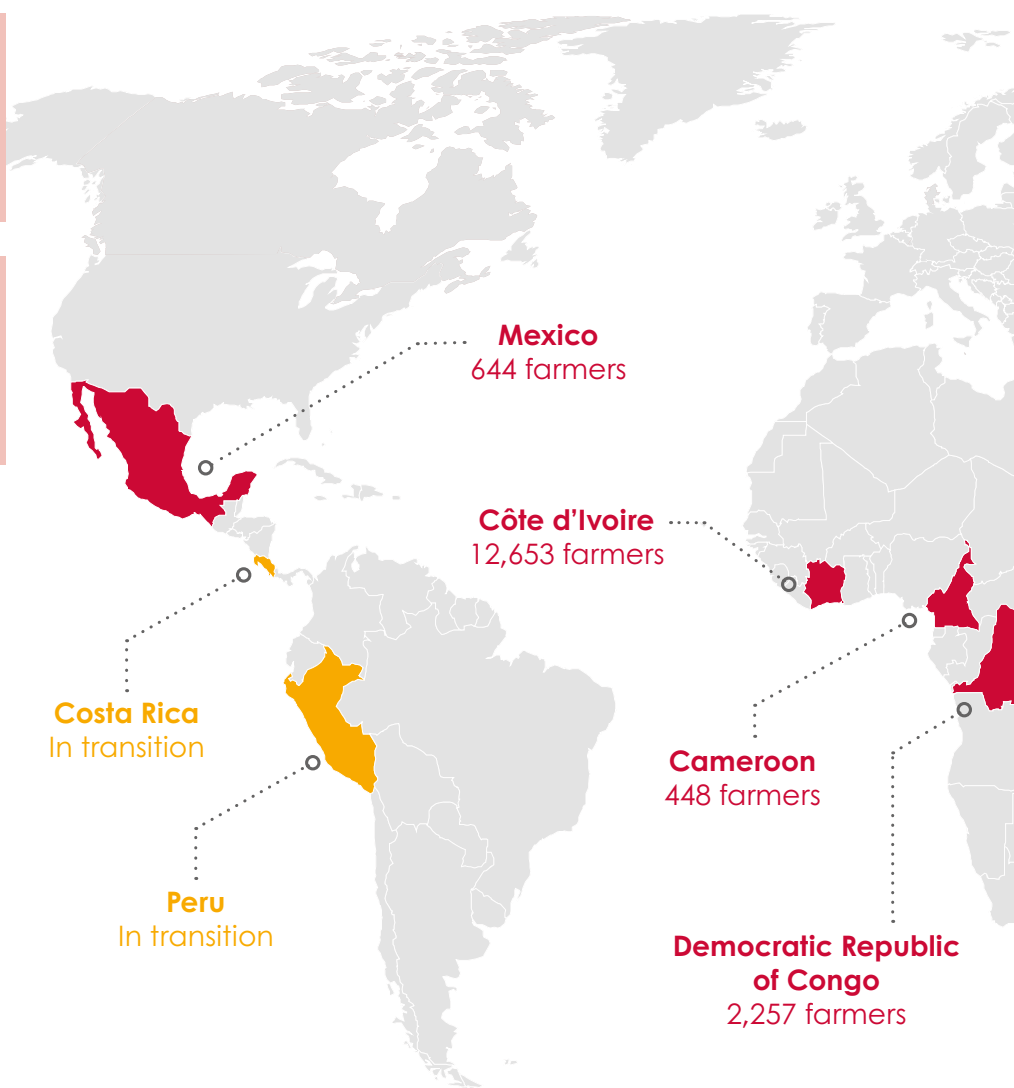 Mexico
644 farmers
Côte d’Ivoire
12,653 farmers
Costa Rica
In transition
Cameroon
448 farmers
Peru
In transition
Democratic Republic
of Congo
2,257 farmers